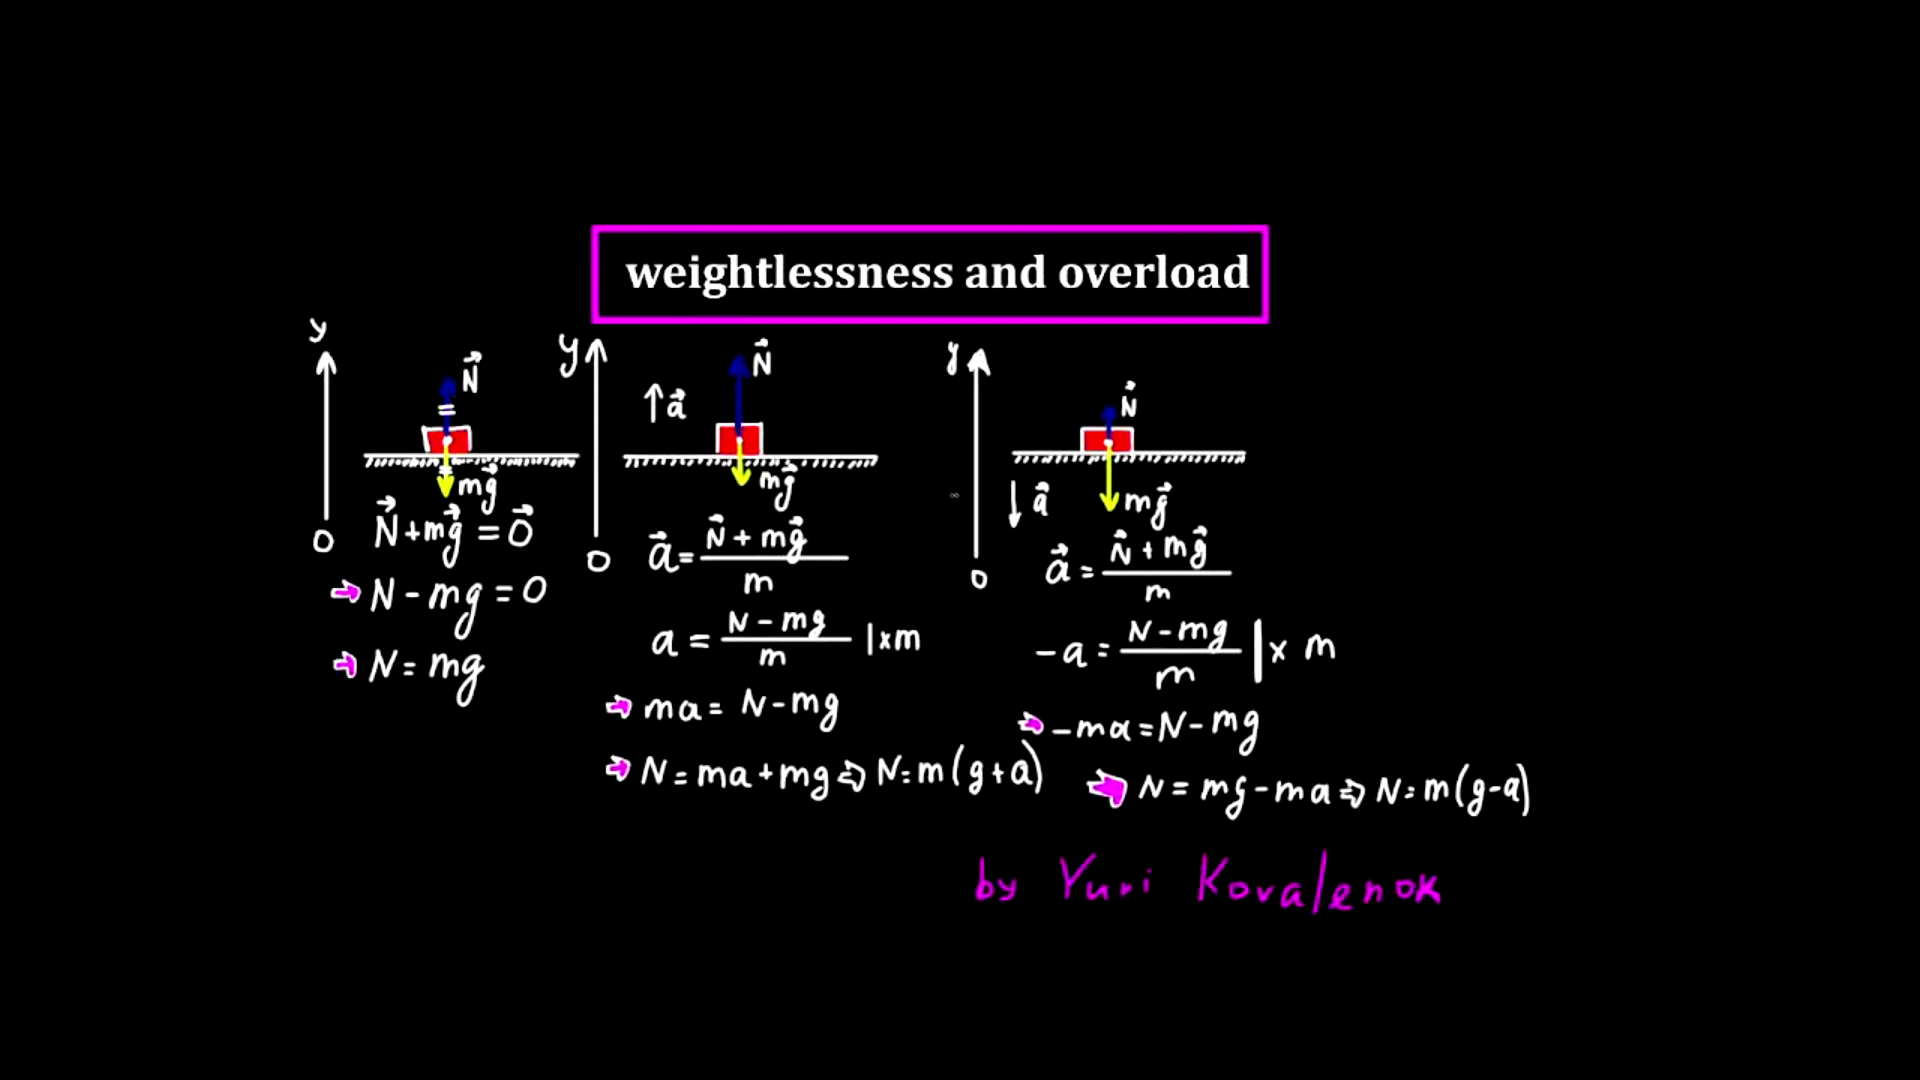 weightlessness and overload
y
N⃗
mg⃗
0
N⃗+mg⃗=0⃗
⇨ N-mg=0
⇨ N=mg
y
↑a⃗
N⃗
mg⃗
0
a⃗=(N⃗+mg⃗)/m
a=(N-mg)/m |xm
⇨ ma=N-mg
⇨ N=ma+mg⇨N=m(g+a)
y
N⃗
↓a⃗
mg⃗
0
a⃗=(N⃗+mg⃗)/m
-a=(N-mg)/m |x m
⇨ -ma=N-mg
⇨ N=mg-ma⇨N=m(g-a)
by Yuri Kovalenok